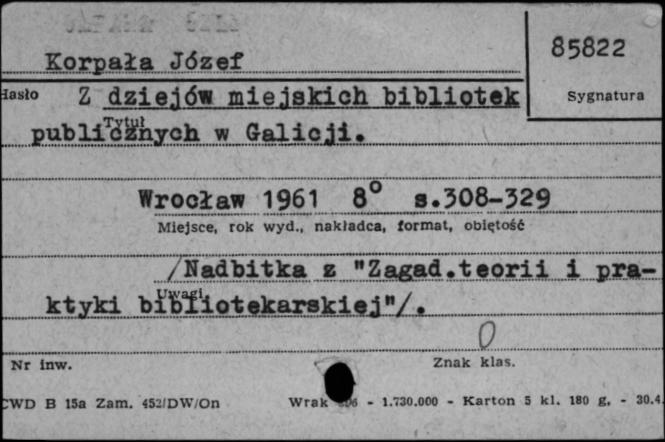 Korpała Józef
85822
Hasło
Sygnatura
Z dziejów miejskich bibliotek
Tytuł
publicznych w Galicji.
Wrocław 1961 8° s.308-329
Miejsce, rok wyd., nakładca, format, objętość
/Nadbitka z "Zagad.teorii i pra-
Uwagi
ktyki bibliotekarskiej"/.
0
Nr inw.
Znak klas.
CWD B 15a Zam. 452/DW/On Wrak - 1.730.000 - Karton 5 kl. 180 g. - 30.4.